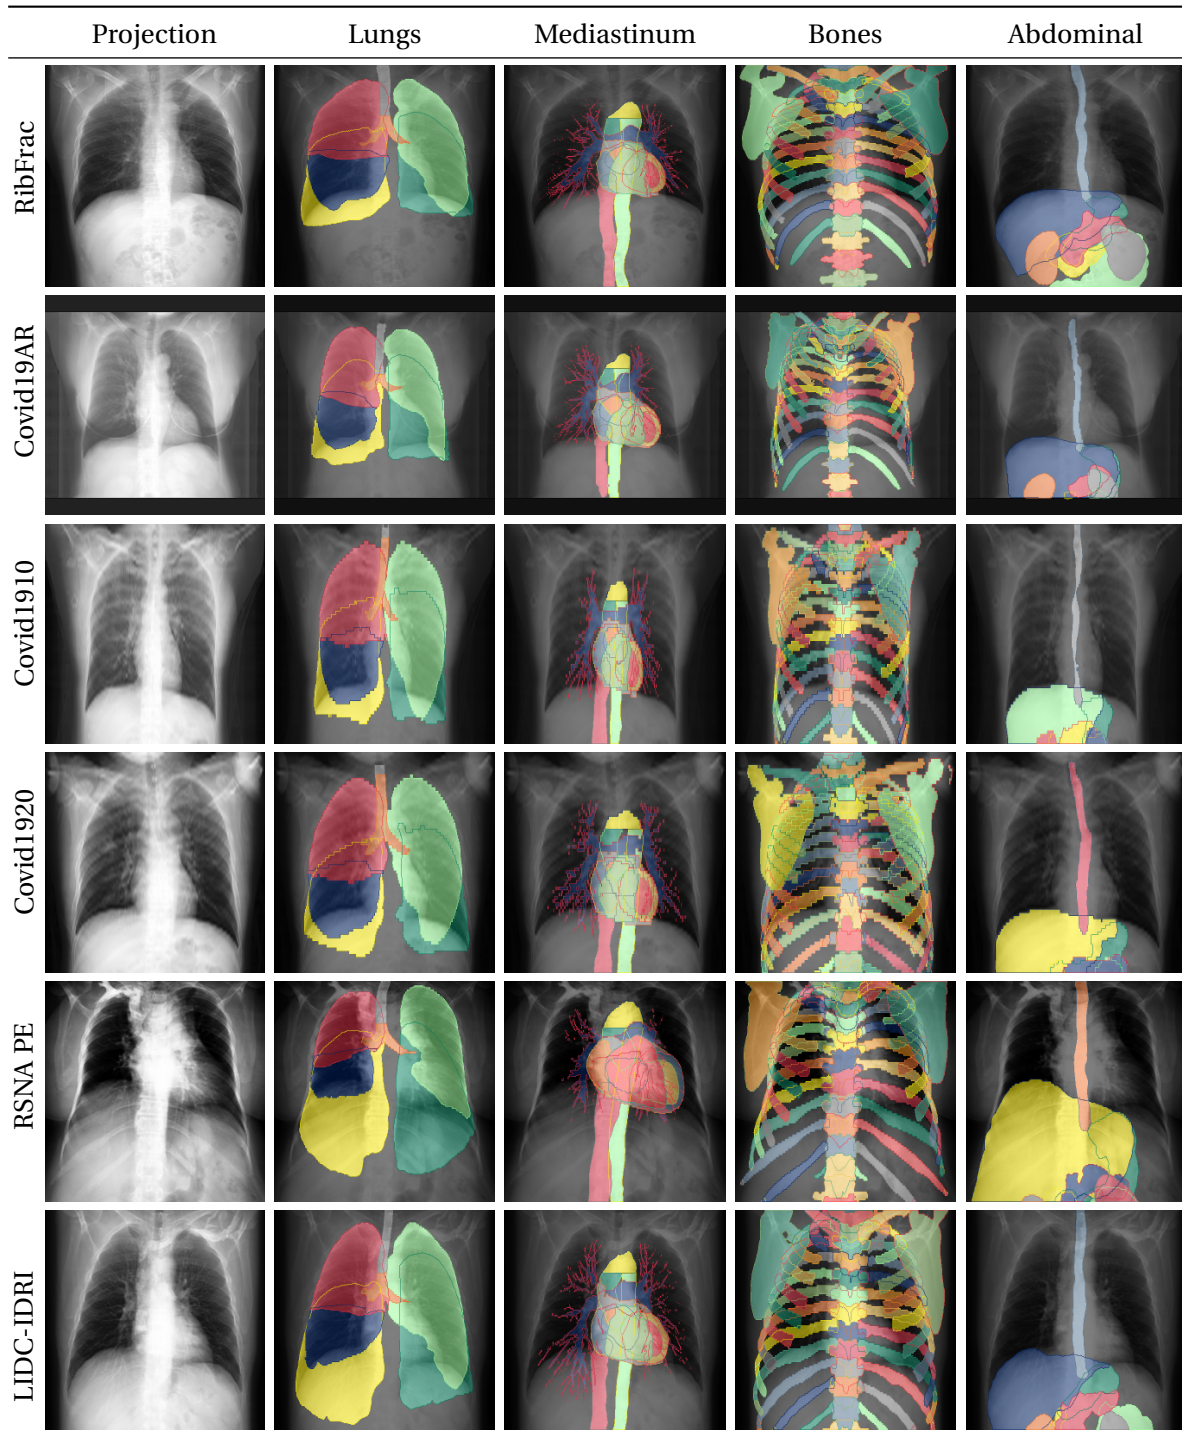 Projection Lungs Mediastinum Bones Abdominal
RibFrac
Covid19AR
Covid1910
Covid1920
RSNA PE
LIDC-IDRI